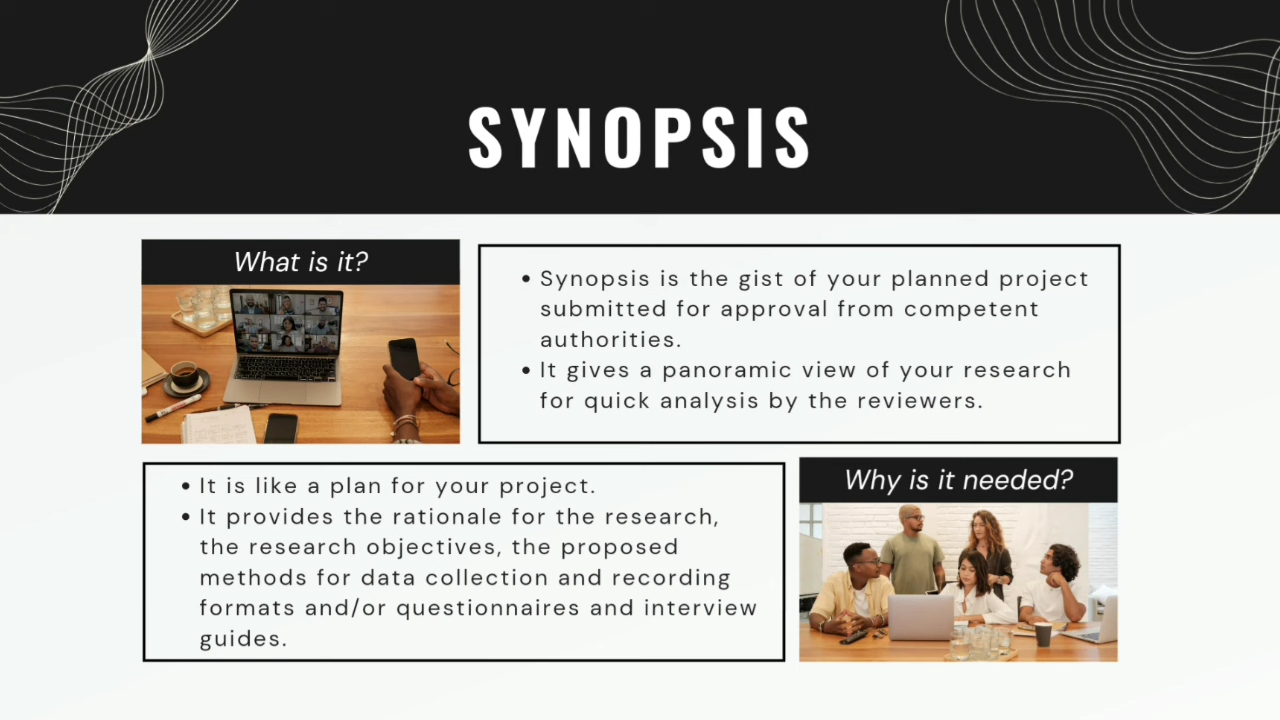 SYNOPSIS
What is it?
• Synopsis is the gist of your planned project
submitted for approval from competent
authorities.
• It gives a panoramic view of your research
for quick analysis by the reviewers.
• It is like a plan for your project.
• It provides the rationale for the research,
the research objectives, the proposed
methods for data collection and recording
formats and/or questionnaires and interview
guides.
Why is it needed?